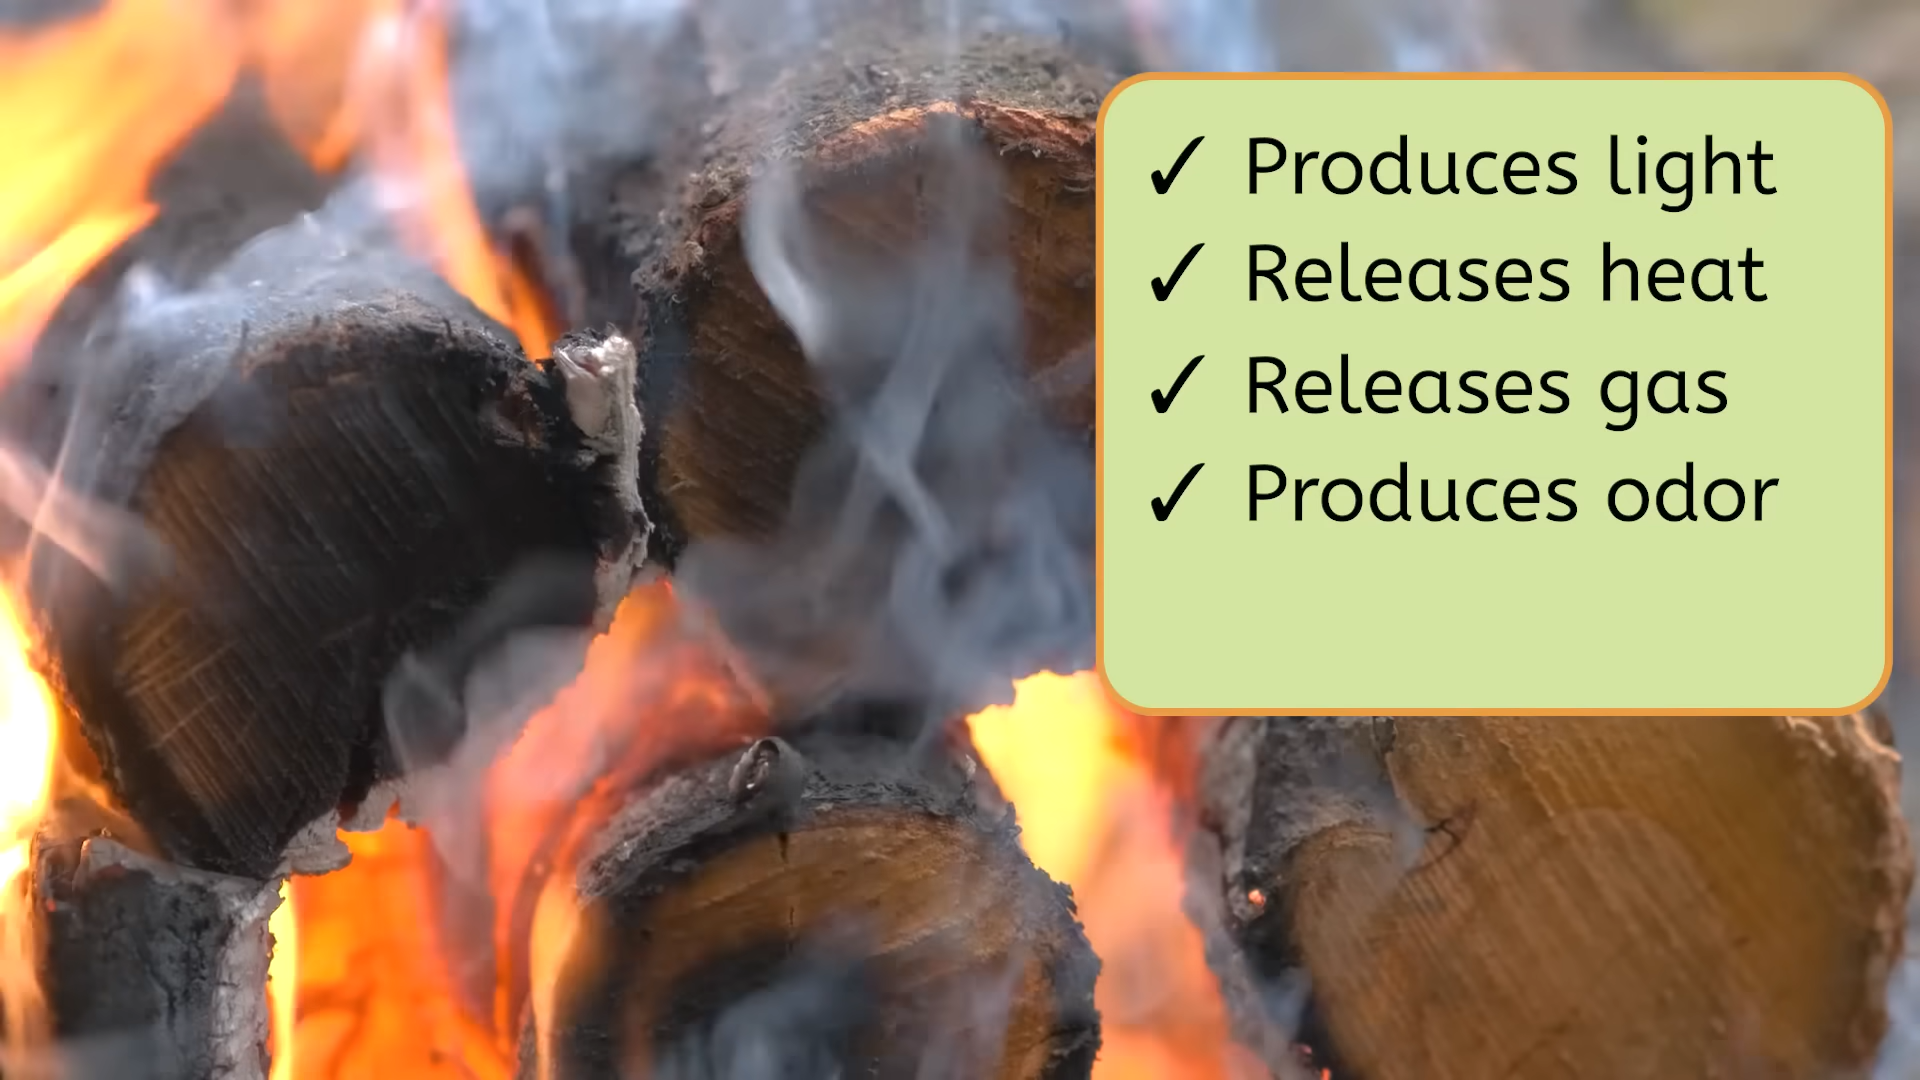 ✓ Produces light
✓ Releases heat
✓ Releases gas
✓ Produces odor